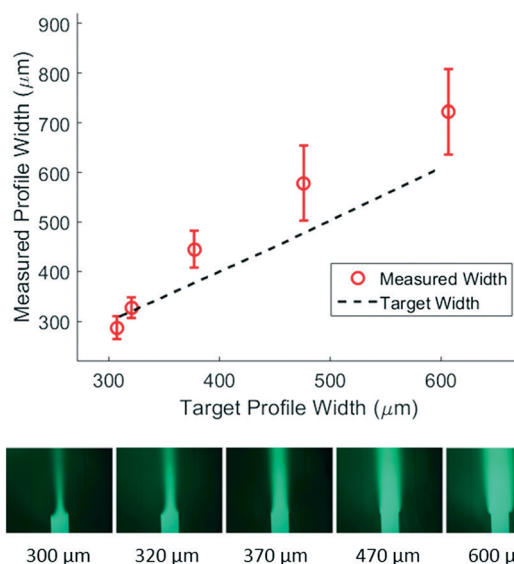 900
800
700
600
500
400
300
Measured Profile Width (μm)
300 400 500 600
Target Profile Width (μm)
Measured Width
Target Width
300 μm 320 μm 370 μm 470 μm 600 μm